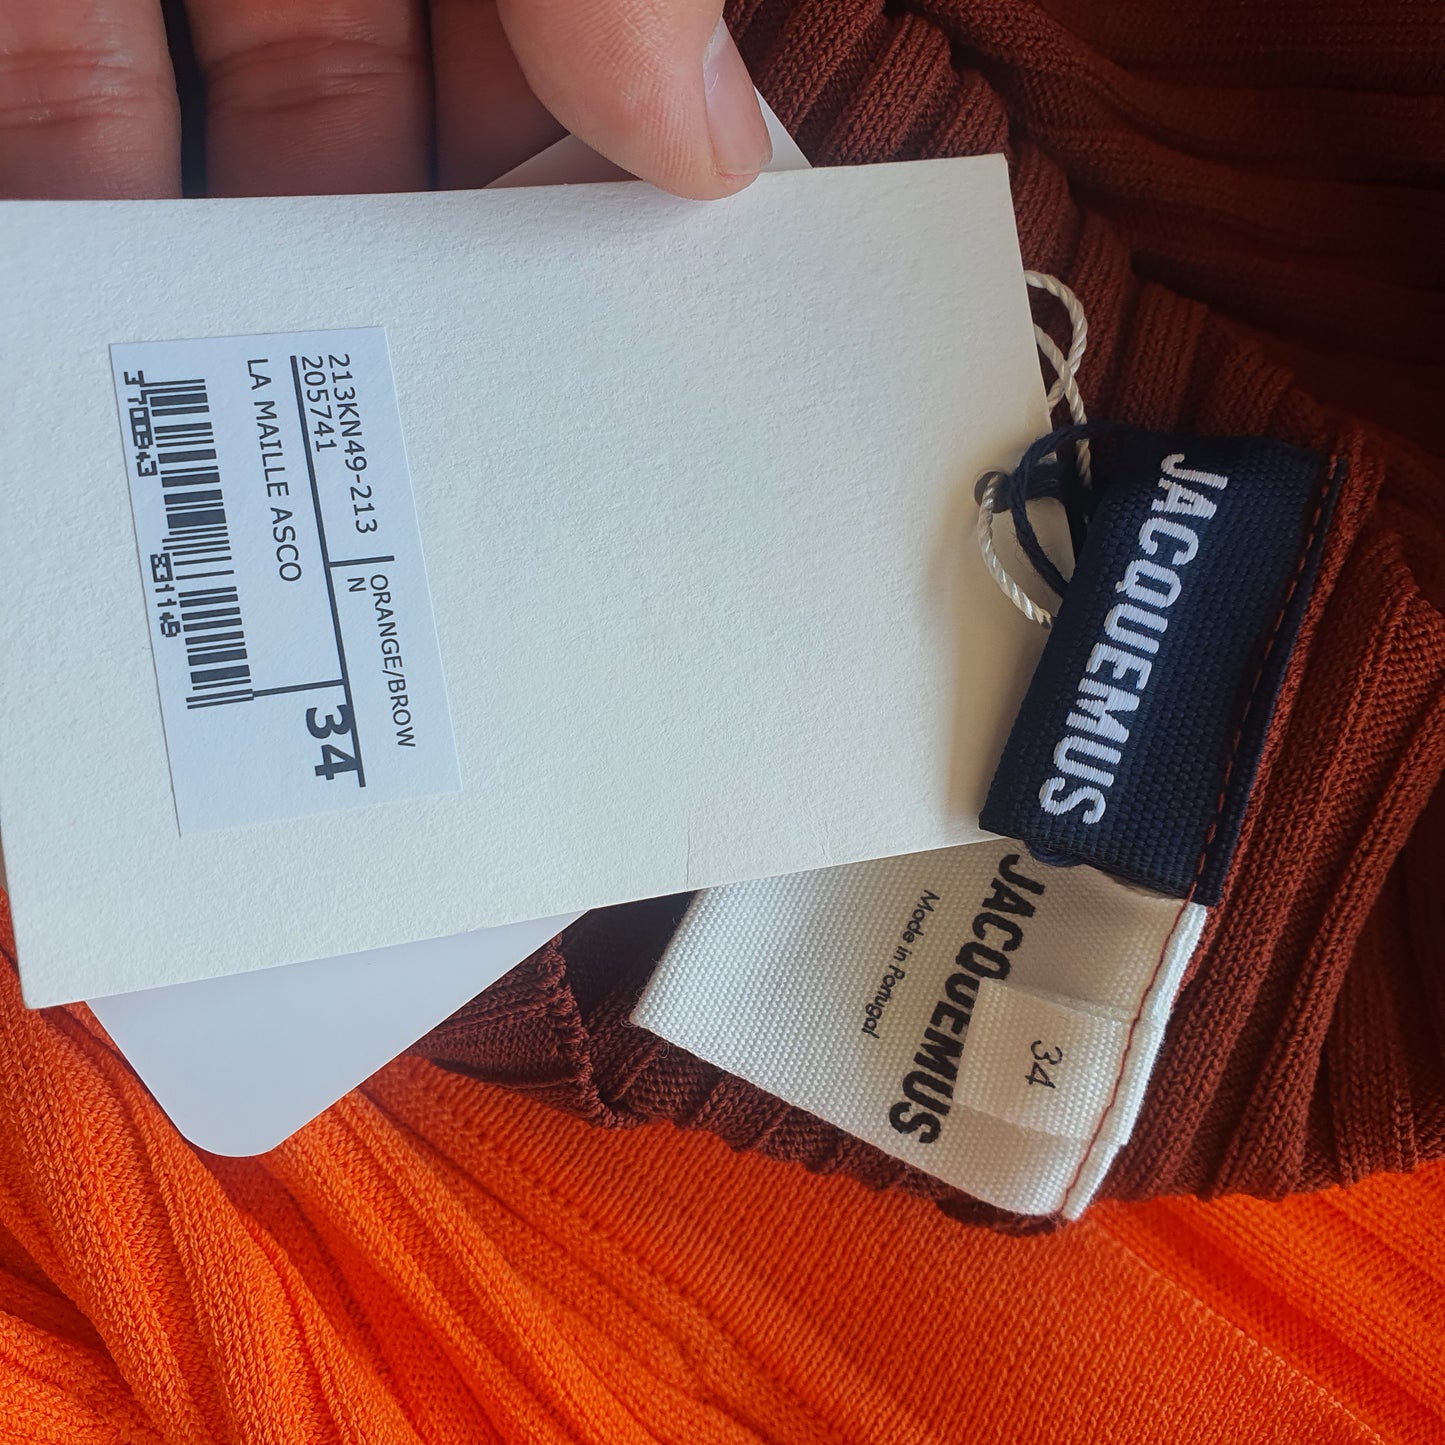 213KN49-213
205741
ORANGE/BROW
N
34
LA MAILLE ASCO
JACQUEMUS
JACQUEMUS
Made in Portugal
34